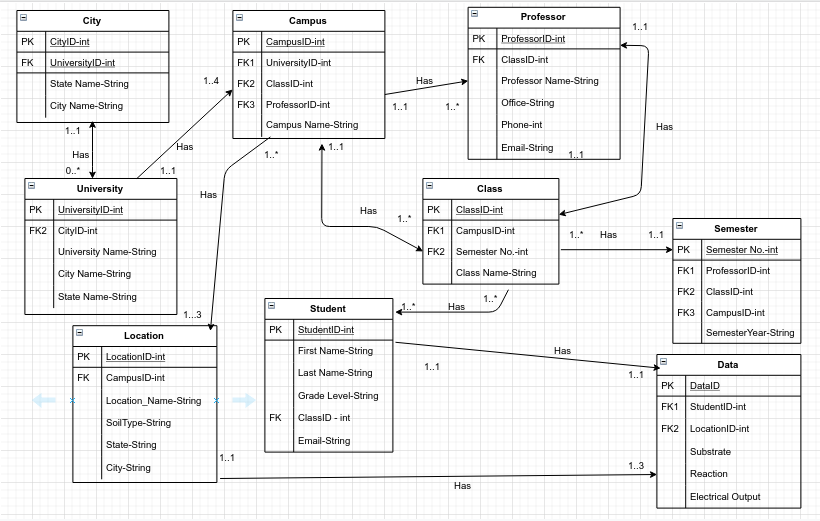 City
PK CityID-int
FK UniversityID-int
State Name-String
City Name-String
Campus
PK CampusID-int
FK1 UniversityID-int
FK2 ClassID-int
FK3 ProfessorID-int
Campus Name-String
Professor
PK ProfessorID-int
FK ClassID-int
Professor Name-String
Office-String
Phone-int
Email-String
1..1
1..1
1..4
Has
1..1
1..*
Has
1..1
Has
0..*
Has
1..1
1..*
1..1
Has
University
PK UniversityID-int
FK2 CityID-int
University Name-String
City Name-String
State Name-String
Has
Has
1..*
Class
PK ClassID-int
FK1 CampusID-int
FK2 Semester No.-int
Class Name-String
1..*
Has
1..1
Semester
PK Semester No.-int
FK1 ProfessorID-int
FK2 ClassID-int
FK3 CampusID-int
SemesterYear-String
1...3
1..*
Has
1..*
Location
PK LocationID-int
FK CampusID-int
Location_Name-String
SoilType-String
State-String
City-String
Student
PK StudentID-int
First Name-String
Last Name-String
Grade Level-String
FK ClassID - int
Email-String
1..1
Has
1..1
Data
PK DataID
FK1 StudentID-int
FK2 LocationID-int
Substrate
Reaction
Electrical Output
1..1
Has
1..3